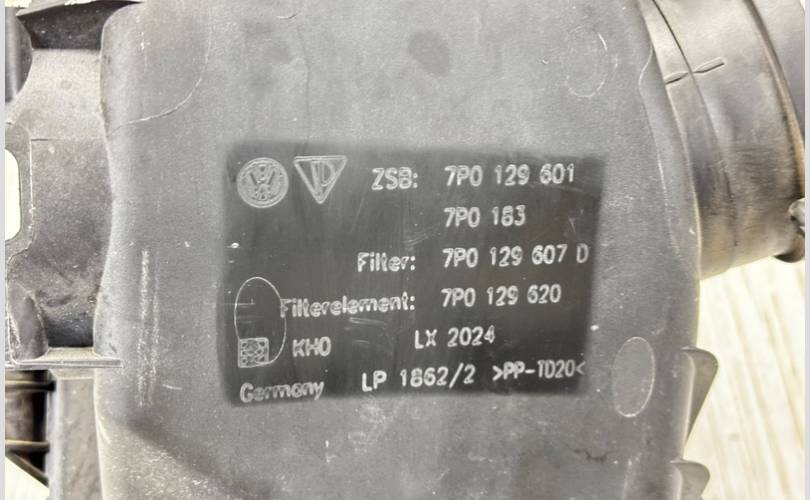 ZSB: 7P0 129 601
7P0 183
Filter: 7P0 129 607 D
Filterelement: 7P0 129 620
KHO LX 2024
Germany LP 1862/2 >PP-TD20<